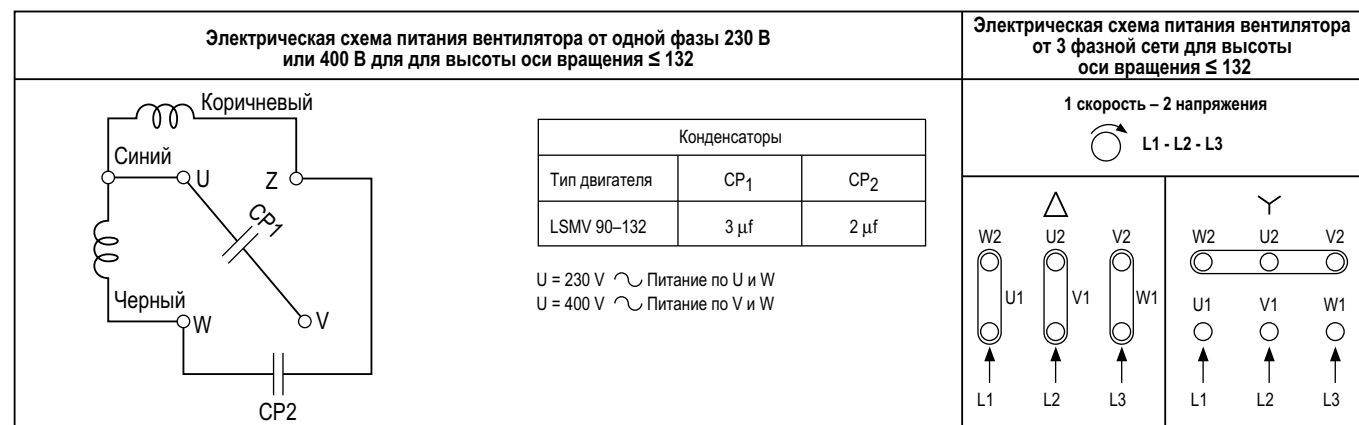 Электрическая схема питания вентилятора от одной фазы 230 В
или 400 В для для высоты оси вращения ≤ 132
Электрическая схема питания вентилятора
от 3 фазной сети для высоты
оси вращения ≤ 132
Коричневый
Синий
U
Z
CP1
Черный
W
V
CP2
Конденсаторы
Тип двигателя CP1 CP2
LSMV 90–132 3 µf 2 µf
U = 230 V Питание по U и W
U = 400 V Питание по V и W
1 скорость – 2 напряжения
L1 - L2 - L3
W2 U2 V2
U1 V1 W1
L1 L2 L3
W2 U2 V2
U1 V1 W1
L1 L2 L3